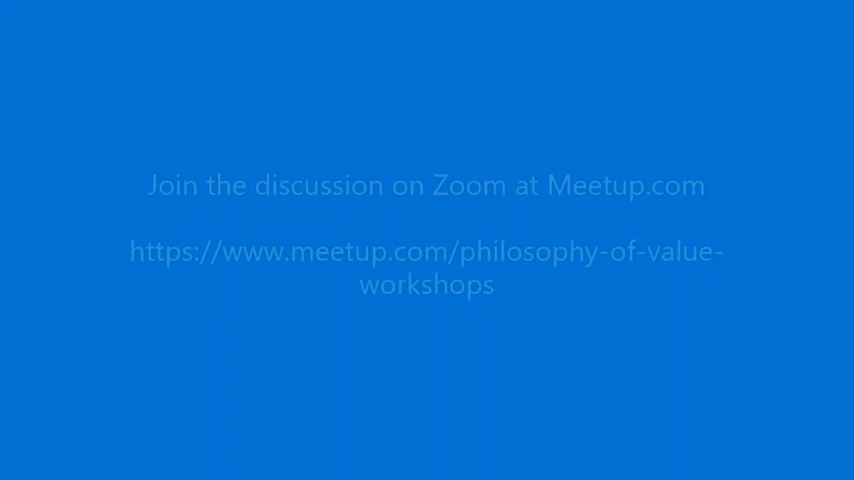 Join the discussion on Zoom at Meetup.com
https://www.meetup.com/philosophy-of-value-
workshops